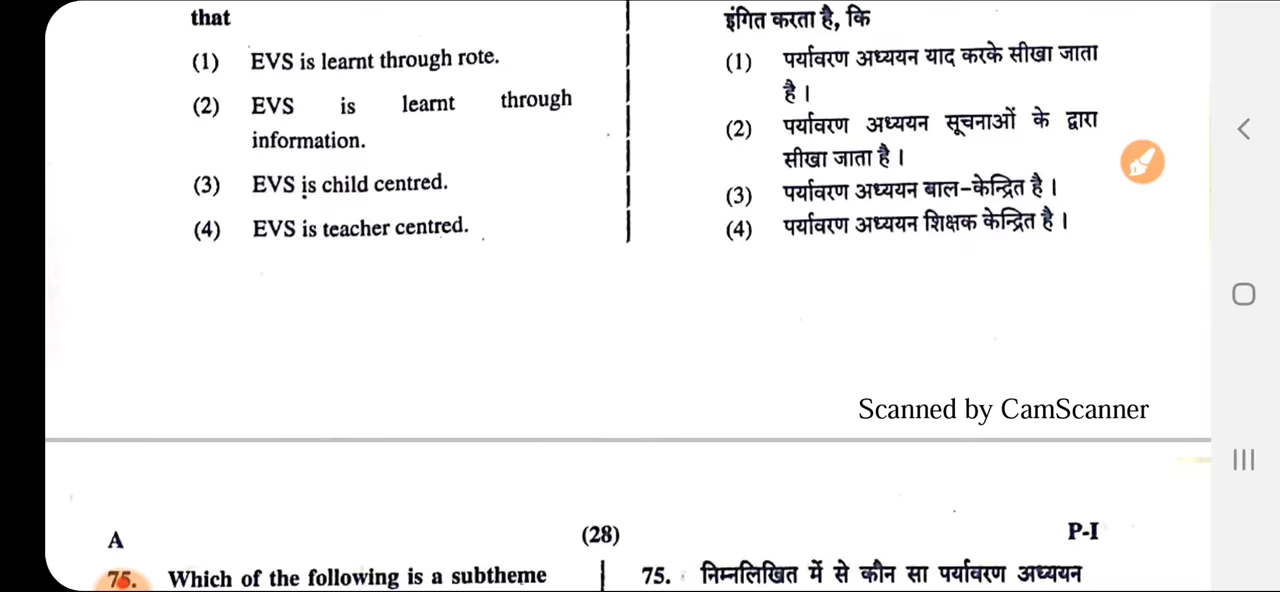 that
(1) EVS is learnt through rote.
(2) EVS is learnt through
information.
(3) EVS is child centred.
(4) EVS is teacher centred.
इंगित करता है, कि
(1) पर्यावरण अध्ययन याद करके सीखा जाता
है ।
(2) पर्यावरण अध्ययन सूचनाओं के द्वारा
सीखा जाता है ।
(3) पर्यावरण अध्ययन बाल-केन्द्रित है ।
(4) पर्यावरण अध्ययन शिक्षक केन्द्रित है ।
Scanned by CamScanner
A (28) P-I
75. Which of the following is a subtheme
75. निम्नलिखित में से कौन सा पर्यावरण अध्ययन